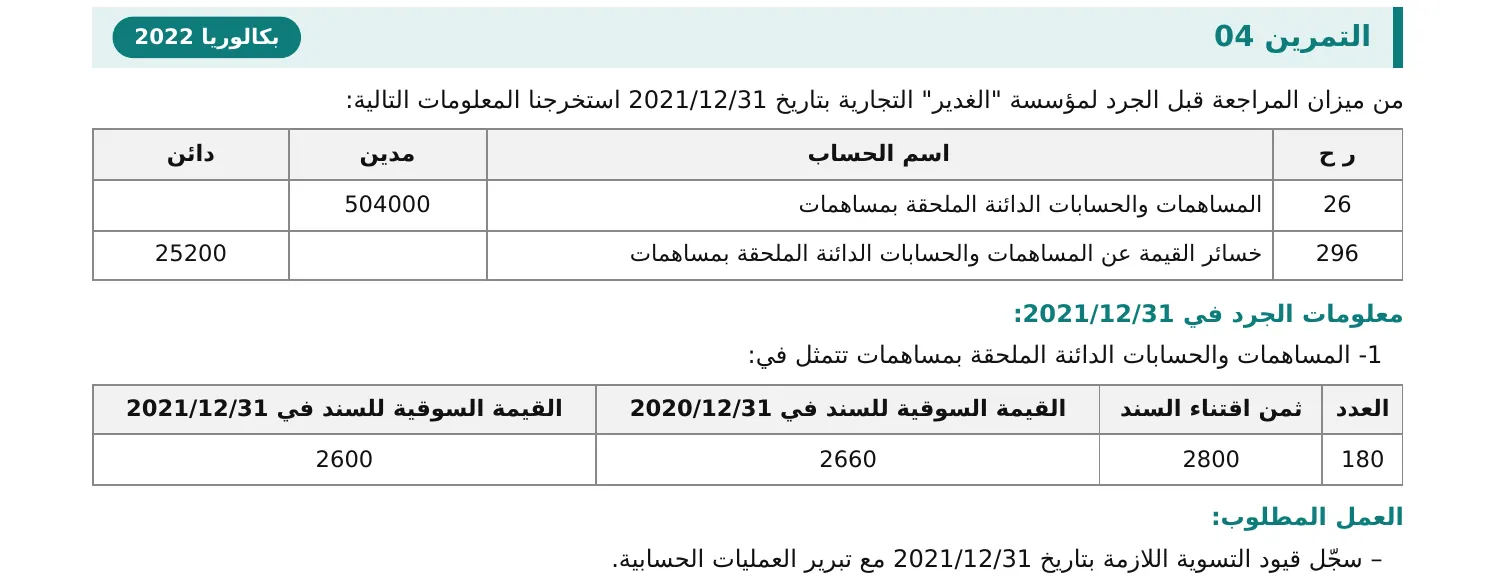 التمرين 04
بكالوريا 2022
من ميزان المراجعة قبل الجرد لمؤسسة "الغدير" التجارية بتاريخ 2021/12/31 استخرجنا المعلومات التالية:
ر ح اسم الحساب مدين دائن
26 المساهمات والحسابات الدائنة الملحقة بمساهمات 504000
296 خسائر القيمة عن المساهمات والحسابات الدائنة الملحقة بمساهمات 25200
معلومات الجرد في 2021/12/31:
1- المساهمات والحسابات الدائنة الملحقة بمساهمات تتمثل في:
العدد ثمن اقتناء السند القيمة السوقية للسند في 2020/12/31 القيمة السوقية للسند في 2021/12/31
180 2800 2660 2600
العمل المطلوب:
– سجّل قيود التسوية اللازمة بتاريخ 2021/12/31 مع تبرير العمليات الحسابية.